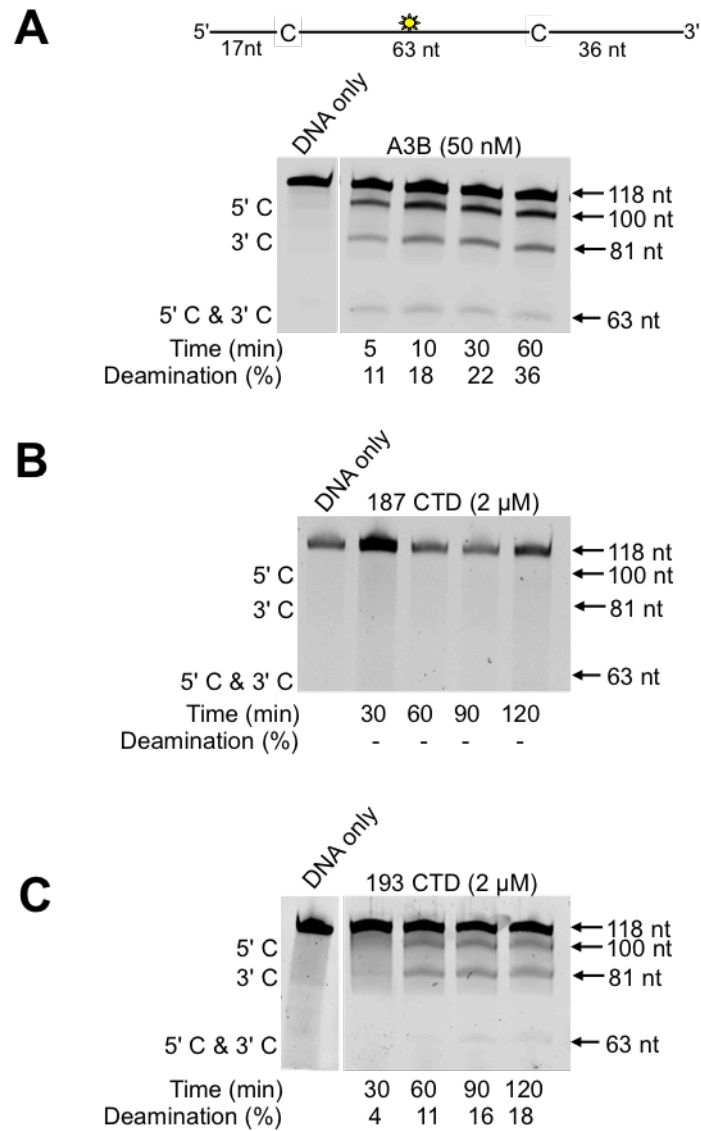 A
5' C C 3'
17nt 63 nt 36 nt
DNA only
A3B (50 nM)
118 nt
5' C
100 nt
3' C
81 nt
5' C & 3' C
63 nt
Time (min) 5 10 30 60
Deamination (%) 11 18 22 36
B
DNA only
187 CTD (2 µM)
118 nt
5' C
100 nt
3' C
81 nt
5' C & 3' C
63 nt
Time (min) 30 60 90 120
Deamination (%) - - - -
C
DNA only
193 CTD (2 µM)
118 nt
5' C
100 nt
3' C
81 nt
5' C & 3' C
63 nt
Time (min) 30 60 90 120
Deamination (%) 4 11 16 18